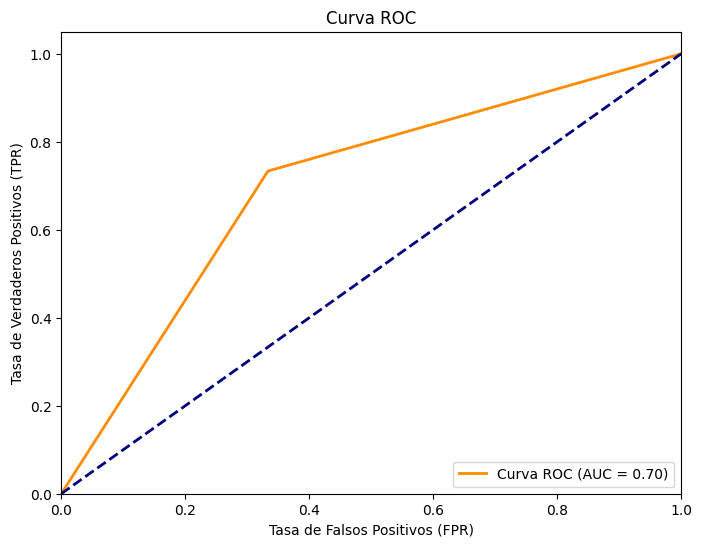 Curva ROC
1.0
0.8
0.6
0.4
0.2
0.0
Tasa de Verdaderos Positivos (TPR)
Curva ROC (AUC = 0.70)
0.0 0.2 0.4 0.6 0.8 1.0
Tasa de Falsos Positivos (FPR)